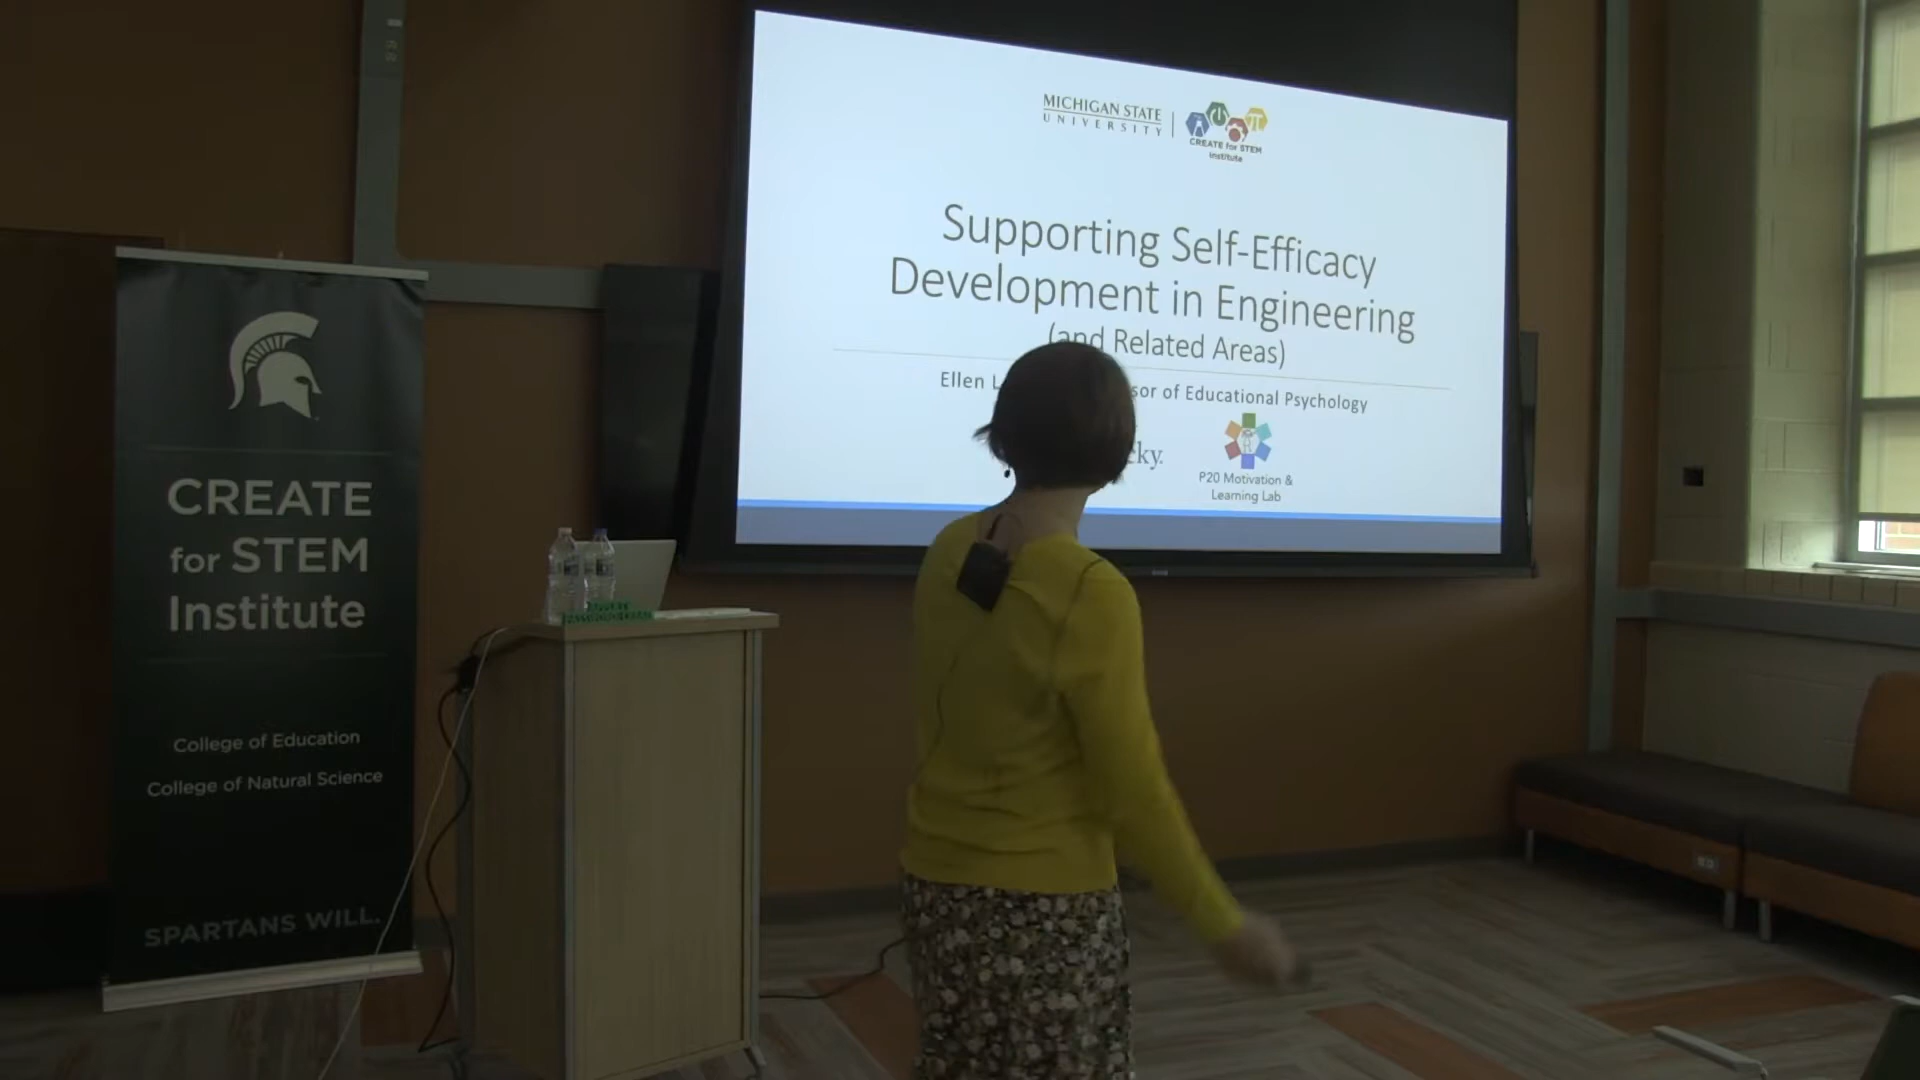 MICHIGAN STATE
UNIVERSITY
CREATE for STEM
Institute
Supporting Self-Efficacy
Development in Engineering
(and Related Areas)
Ellen L
sor of Educational Psychology
ky.
P20 Motivation &
Learning Lab
CREATE
for STEM
Institute
College of Education
College of Natural Science
SPARTANS WILL.